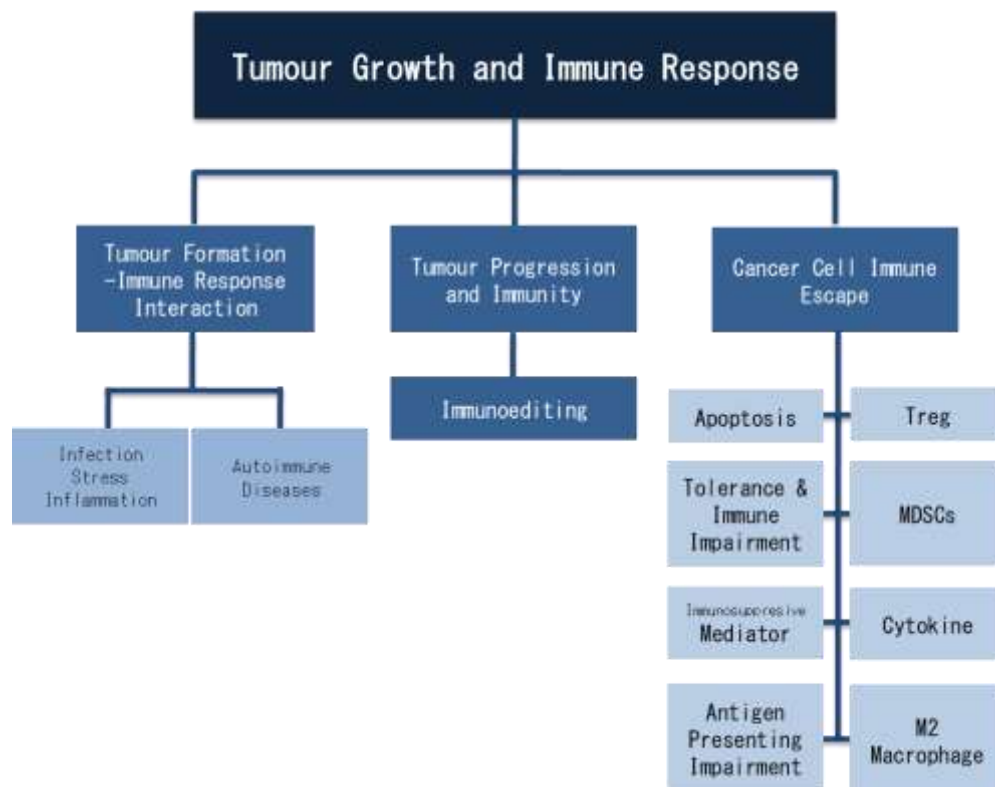 Tumour Growth and Immune Response
Tumour Formation
-Immune Response
Interaction
Tumour Progression
and Immunity
Cancer Cell Immune
Escape
Immunoediting
Infection
Stress
Inflammation
Autoimmune
Diseases
Apoptosis
Treg
Tolerance &
Immune
Impairment
MDSCs
Immunosuppresive
Mediator
Cytokine
Antigen
Presenting
Impairment
M2
Macrophage